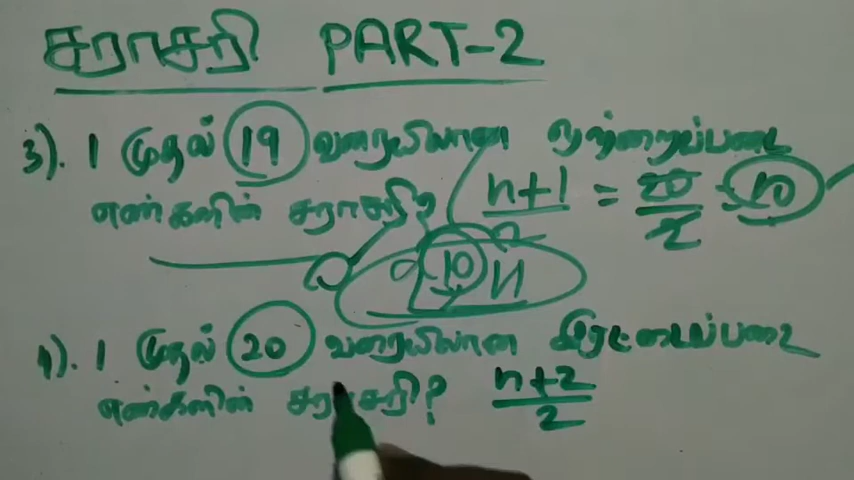 சராசரி PART-2
3). 1 முதல் 19 வரையிலான ஒற்றைப்படை
எண்களின் சராசரி? n+1 = 20 = 10
2 2
10 n
4). 1 முதல் 20 வரையிலான இரட்டைப்படை
எண்களின் சராசரி? n+2
2